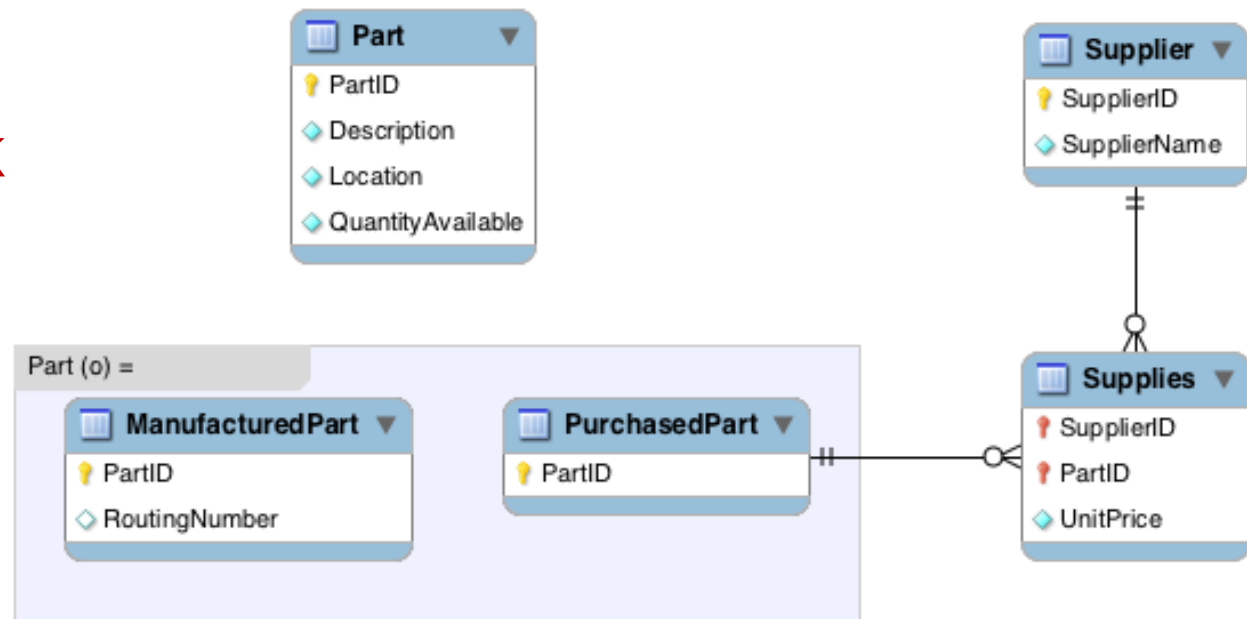 Part
PartID
Description
Location
QuantityAvailable
Supplier
SupplierID
SupplierName
Part (o) =
ManufacturedPart
PartID
RoutingNumber
PurchasedPart
PartID
Supplies
SupplierID
PartID
UnitPrice